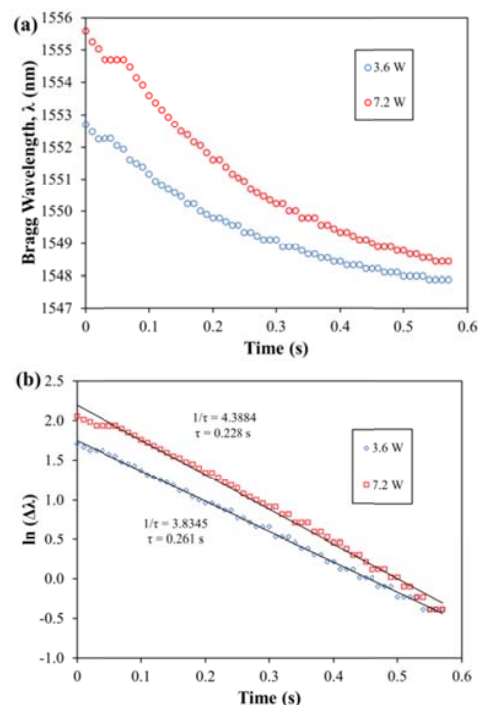 (a)
1556
1555
1554
1553
1552
1551
1550
1549
1548
1547
Bragg Wavelength, λ (nm)
3.6 W
7.2 W
0 0.1 0.2 0.3 0.4 0.5 0.6
Time (s)
(b)
2.5
2.0
1.5
1.0
0.5
0.0
-0.5
-1.0
ln (Δλ)
1/τ = 4.3884
τ = 0.228 s
3.6 W
7.2 W
1/τ = 3.8345
τ = 0.261 s
0 0.1 0.2 0.3 0.4 0.5 0.6
Time (s)